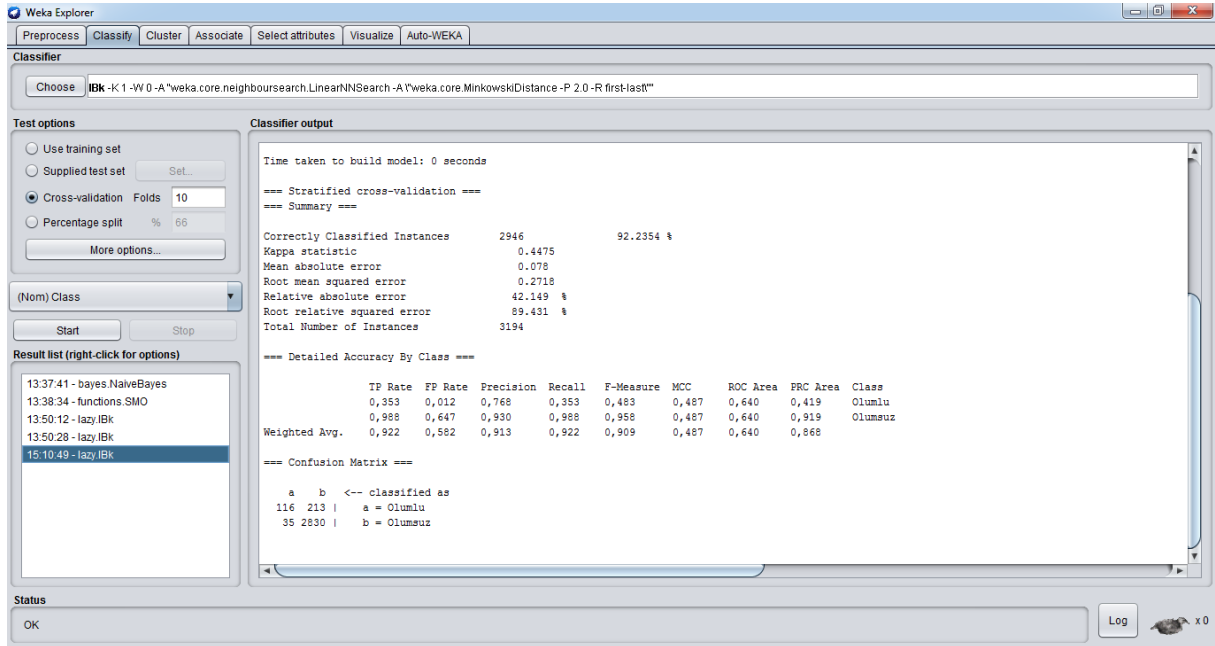 Weka Explorer
Preprocess Classify Cluster Associate Select attributes Visualize Auto-WEKA
Classifier
Choose IBk -K 1 -W 0 -A "weka.core.neighboursearch.LinearNNSearch -A \"weka.core.MinkowskiDistance -P 2.0 -R first-last\""
Test options
Use training set
Supplied test set Set...
Cross-validation Folds 10
Percentage split % 66
More options...
(Nom) Class
Start Stop
Result list (right-click for options)
13:37:41 - bayes.NaiveBayes
13:38:34 - functions.SMO
13:50:12 - lazy.IBk
13:50:28 - lazy.IBk
15:10:49 - lazy.IBk
Classifier output
Time taken to build model: 0 seconds
=== Stratified cross-validation ===
=== Summary ===
Correctly Classified Instances 2946 92.2354 %
Kappa statistic 0.4475
Mean absolute error 0.078
Root mean squared error 0.2718
Relative absolute error 42.149 %
Root relative squared error 89.431 %
Total Number of Instances 3194
=== Detailed Accuracy By Class ===
TP Rate FP Rate Precision Recall F-Measure MCC ROC Area PRC Area Class
0,353 0,012 0,768 0,353 0,483 0,487 0,640 0,419 Olumlu
0,988 0,647 0,930 0,988 0,958 0,487 0,640 0,919 Olumsuz
Weighted Avg. 0,922 0,582 0,913 0,922 0,909 0,487 0,640 0,868
=== Confusion Matrix ===
a b <-- classified as
116 213 | a = Olumlu
35 2830 | b = Olumsuz
Status
OK
Log x 0